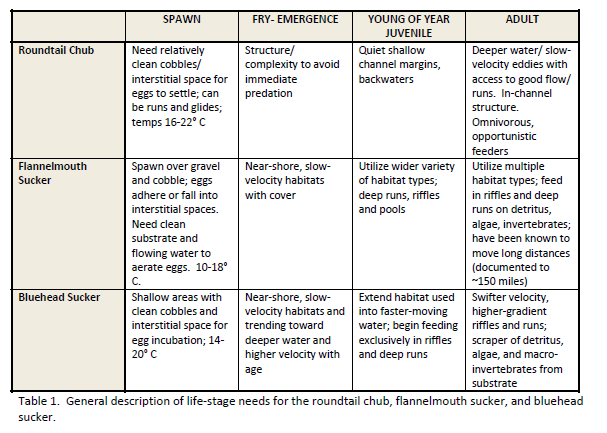 SPAWN
FRY- EMERGENCE
YOUNG OF YEAR
JUVENILE
ADULT
Roundtail Chub
Need relatively
clean cobbles/
interstitial space for
eggs to settle; can
be runs and glides;
temps 16-22° C
Structure/
complexity to avoid
immediate
predation
Quiet shallow
channel margins,
backwaters
Deeper water/ slow-
velocity eddies with
access to good flow/
runs.  In-channel
structure.
Omnivorous,
opportunistic
feeders
Flannelmouth
Sucker
Spawn over gravel
and cobble; eggs
adhere or fall into
interstitial spaces.
Need clean
substrate and
flowing water to
aerate eggs.  10-18°
C.
Near-shore, slow-
velocity habitats
with cover
Utilize wider variety
of habitat types;
deep runs, riffles
and pools
Utilize multiple
habitat types; feed
in riffles and deep
runs on detritus,
algae, invertebrates;
have been known to
move long distances
(documented to
~150 miles)
Bluehead Sucker
Shallow areas with
clean cobbles and
interstitial space for
egg incubation; 14-
20° C
Near-shore, slow-
velocity habitats and
trending toward
deeper water and
higher velocity with
age
Extend habitat used
into faster-moving
water; begin feeding
exclusively in riffles
and deep runs
Swifter velocity,
higher-gradient
riffles and runs;
scraper of detritus,
algae, and macro-
invertebrates from
substrate
Table 1.  General description of life-stage needs for the roundtail chub, flannelmouth sucker, and bluehead
sucker.